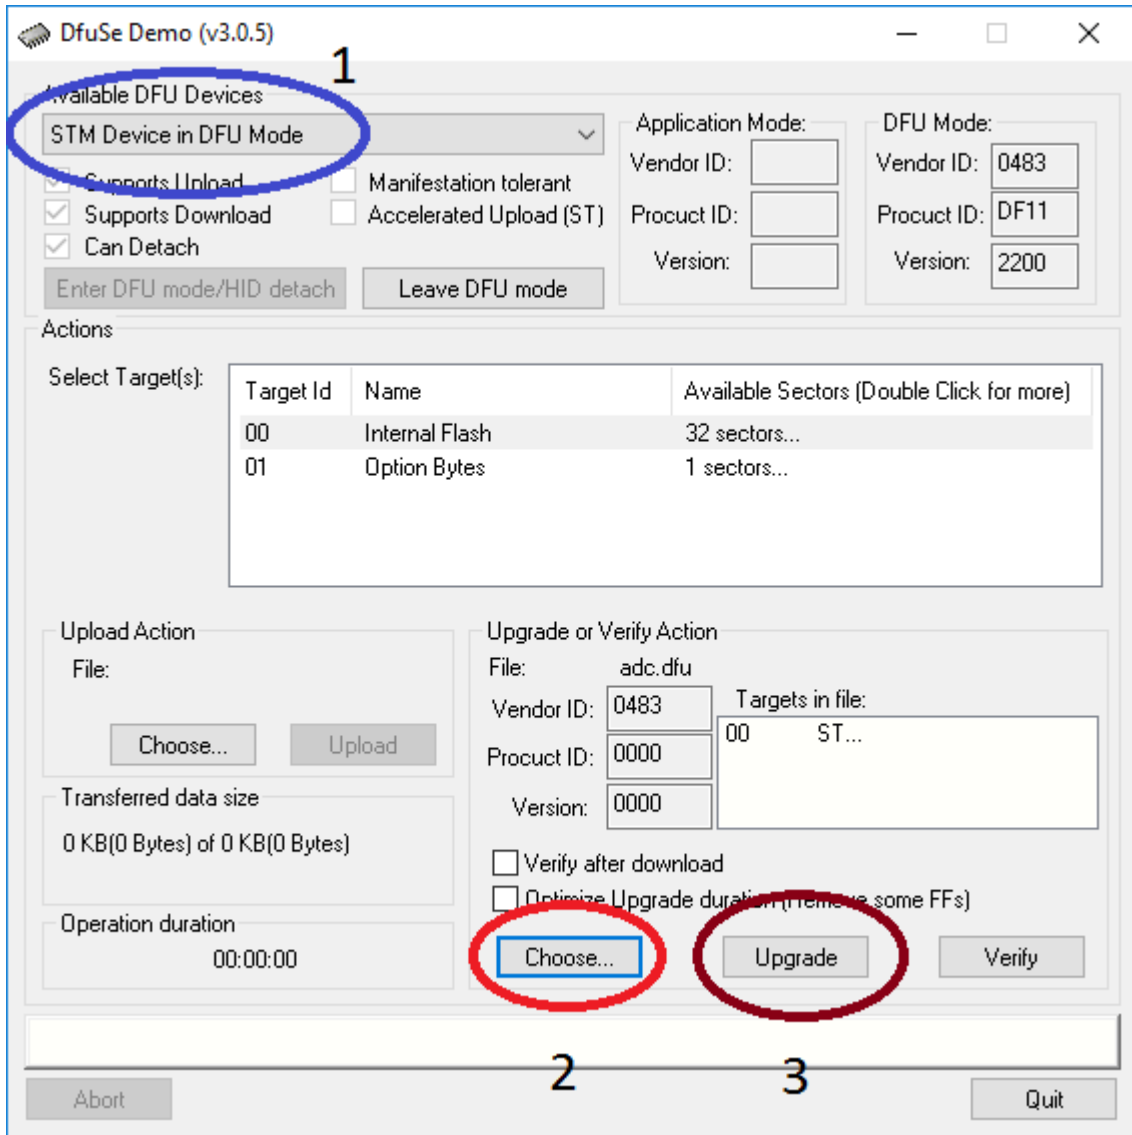 DfuSe Demo (v3.0.5)
1
Available DFU Devices
STM Device in DFU Mode
Supports Upload
Manifestation tolerant
Supports Download
Accelerated Upload (ST)
Can Detach
Enter DFU mode/HID detach
Leave DFU mode
Application Mode:
Vendor ID:
Procuct ID:
Version:
DFU Mode:
Vendor ID: 0483
Procuct ID: DF11
Version: 2200
Actions
Select Target(s):
Target Id Name Available Sectors (Double Click for more)
00 Internal Flash 32 sectors...
01 Option Bytes 1 sectors...
Upload Action
File:
Choose... Upload
Transferred data size
0 KB(0 Bytes) of 0 KB(0 Bytes)
Operation duration
00:00:00
Upgrade or Verify Action
File: adc.dfu
Vendor ID: 0483
Procuct ID: 0000
Version: 0000
Targets in file:
00 ST...
Verify after download
Optimize Upgrade duration (Remove some FFs)
Choose... Upgrade Verify
2 3
Abort Quit